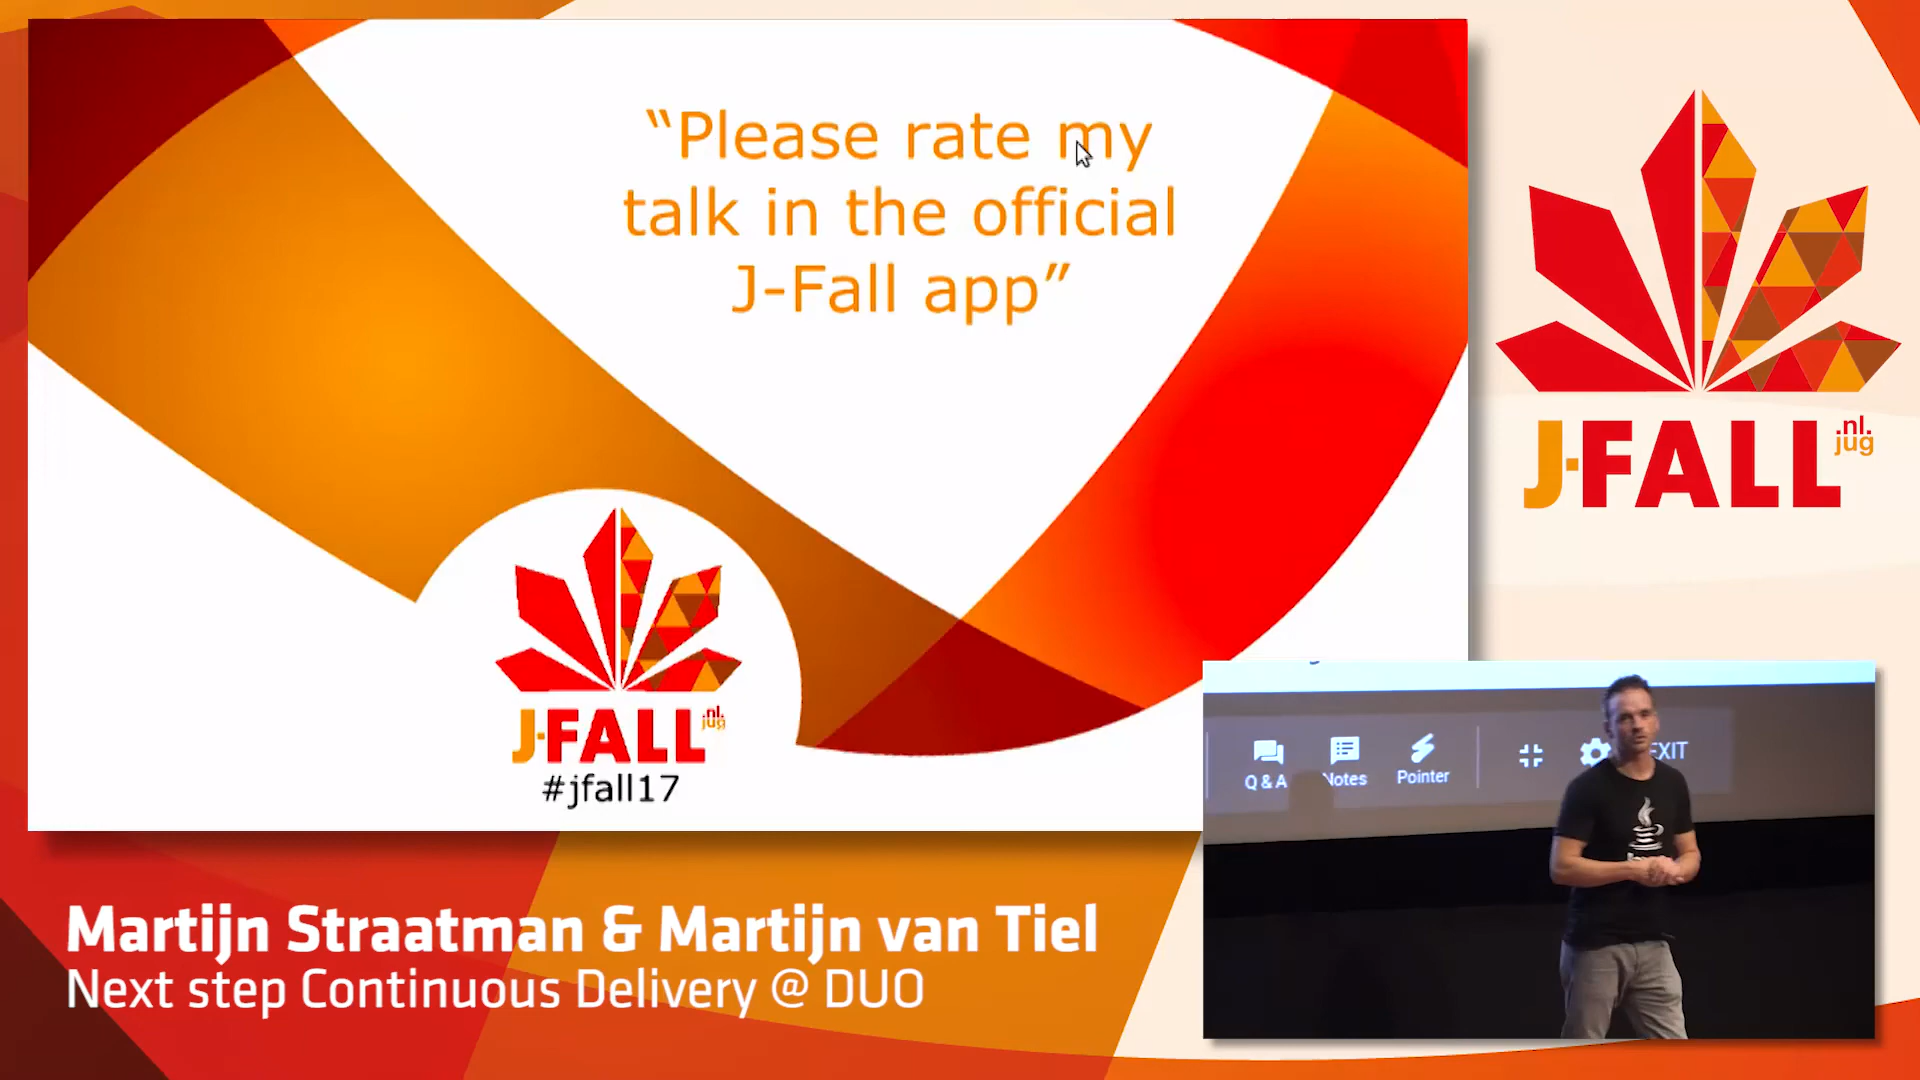 “Please rate my
talk in the official
J-Fall app”
J-FALL
nl.
jug
#jfall17
J-FALL
nl.
jug
Q & A
Notes
Pointer
EXIT
Martijn Straatman & Martijn van Tiel
Next step Continuous Delivery @ DUO